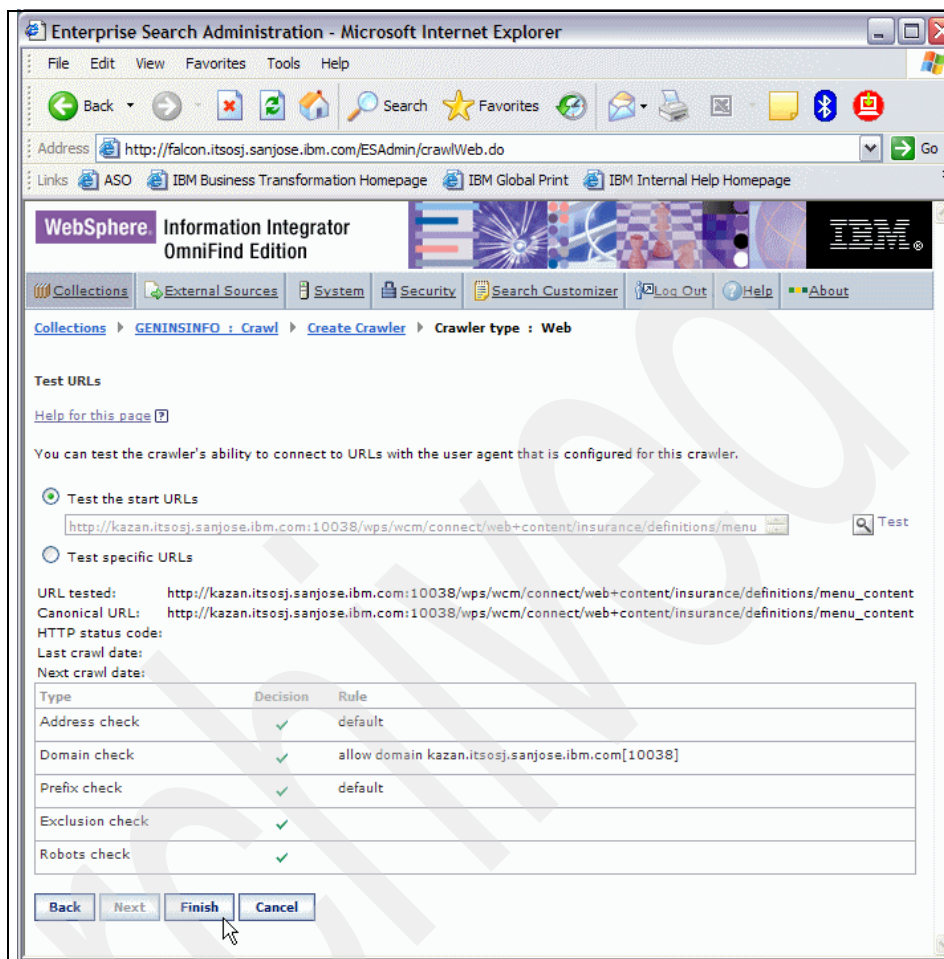 Enterprise Search Administration - Microsoft Internet Explorer
File Edit View Favorites Tools Help
Back Search Favorites
Address http://falcon.itsosj.sanjose.ibm.com/ESAdmin/crawlWeb.do Go
Links ASO IBM Business Transformation Homepage IBM Global Print IBM Internal Help Homepage
WebSphere. Information Integrator
OmniFind Edition
IBM®
Collections External Sources System Security Search Customizer Log Out Help About
Collections GENINSINFO : Crawl Create Crawler Crawler type : Web
Test URLs
Help for this page ?
You can test the crawler's ability to connect to URLs with the user agent that is configured for this crawler.
Test the start URLs
http://kazan.itsosj.sanjose.ibm.com:10038/wps/wcm/connect/web+content/insurance/definitions/menu Test
Test specific URLs
URL tested: http://kazan.itsosj.sanjose.ibm.com:10038/wps/wcm/connect/web+content/insurance/definitions/menu_content
Canonical URL: http://kazan.itsosj.sanjose.ibm.com:10038/wps/wcm/connect/web+content/insurance/definitions/menu_content
HTTP status code:
Last crawl date:
Next crawl date:
Type Decision Rule
Address check default
Domain check allow domain kazan.itsosj.sanjose.ibm.com[10038]
Prefix check default
Exclusion check
Robots check
Back Next Finish Cancel